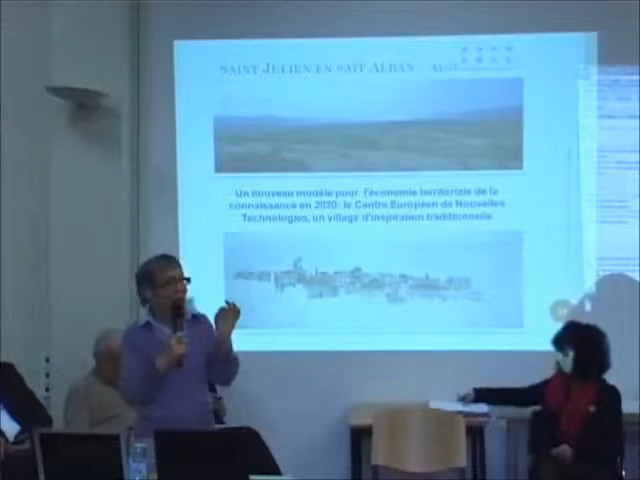 SAINT JULIEN EN SAIT ALBAN
Un nouveau modèle pour l'économie territoriale de la
connaissance en 2020: le Centre Européen de Nouvelles
Technologies, un village d'inspiration traditionnelle